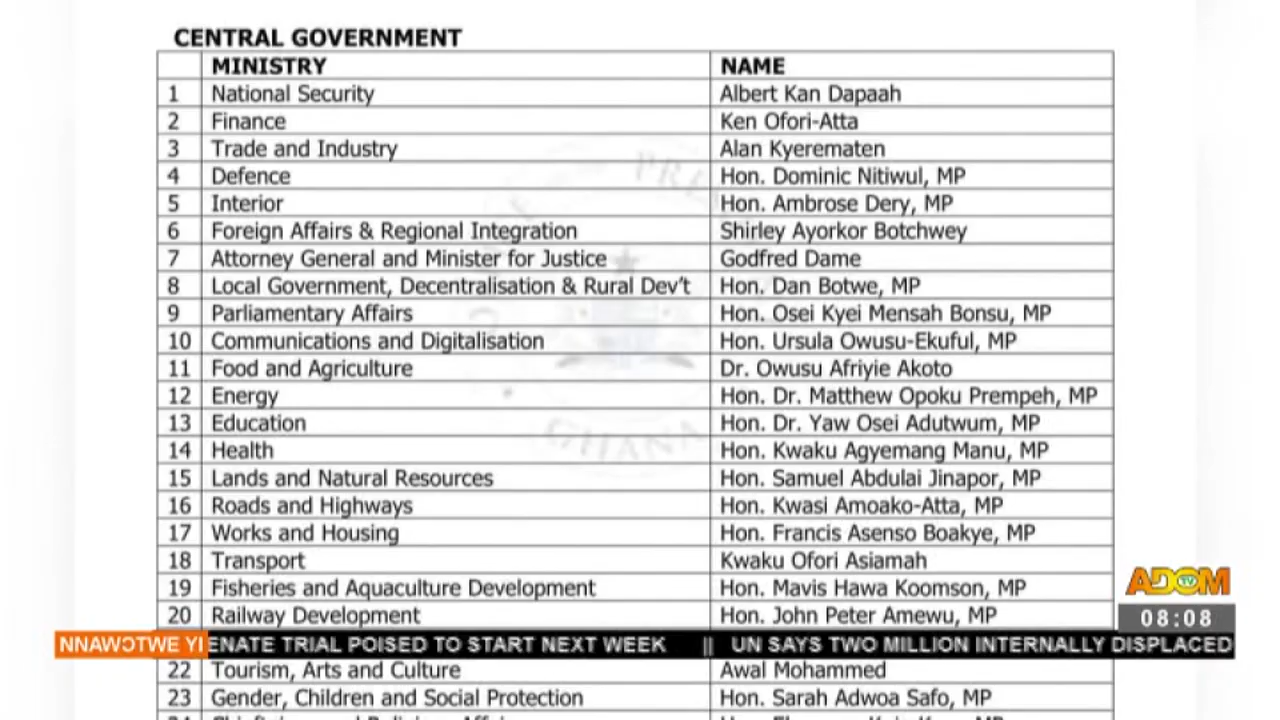 CENTRAL GOVERNMENT
MINISTRY NAME
1 National Security Albert Kan Dapaah
2 Finance Ken Ofori-Atta
3 Trade and Industry Alan Kyerematen
4 Defence Hon. Dominic Nitiwul, MP
5 Interior Hon. Ambrose Dery, MP
6 Foreign Affairs & Regional Integration Shirley Ayorkor Botchwey
7 Attorney General and Minister for Justice Godfred Dame
8 Local Government, Decentralisation & Rural Dev't Hon. Dan Botwe, MP
9 Parliamentary Affairs Hon. Osei Kyei Mensah Bonsu, MP
10 Communications and Digitalisation Hon. Ursula Owusu-Ekuful, MP
11 Food and Agriculture Dr. Owusu Afriyie Akoto
12 Energy Hon. Dr. Matthew Opoku Prempeh, MP
13 Education Hon. Dr. Yaw Osei Adutwum, MP
14 Health Hon. Kwaku Agyemang Manu, MP
15 Lands and Natural Resources Hon. Samuel Abdulai Jinapor, MP
16 Roads and Highways Hon. Kwasi Amoako-Atta, MP
17 Works and Housing Hon. Francis Asenso Boakye, MP
18 Transport Kwaku Ofori Asiamah
19 Fisheries and Aquaculture Development Hon. Mavis Hawa Koomson, MP
20 Railway Development Hon. John Peter Amewu, MP
ADOM TV
08:08
NNAWƆTWE YI ENATE TRIAL POISED TO START NEXT WEEK || UN SAYS TWO MILLION INTERNALLY DISPLACED
22 Tourism, Arts and Culture Awal Mohammed
23 Gender, Children and Social Protection Hon. Sarah Adwoa Safo, MP
GHANA